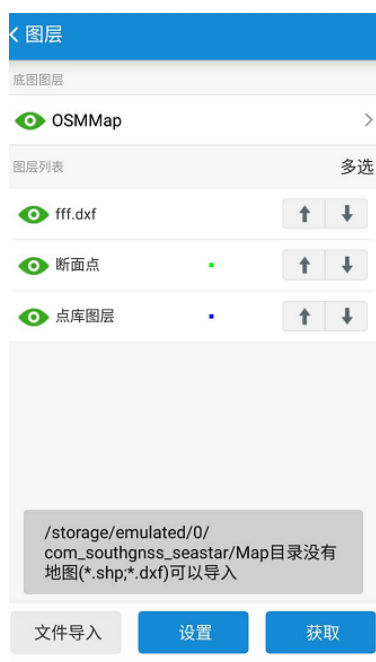 图层
底图图层
OSMMap
图层列表 多选
fff.dxf
断面点
点库图层
/storage/emulated/0/
com_southgnss_seastar/Map目录没有
地图(*.shp;*.dxf)可以导入
文件导入 设置 获取